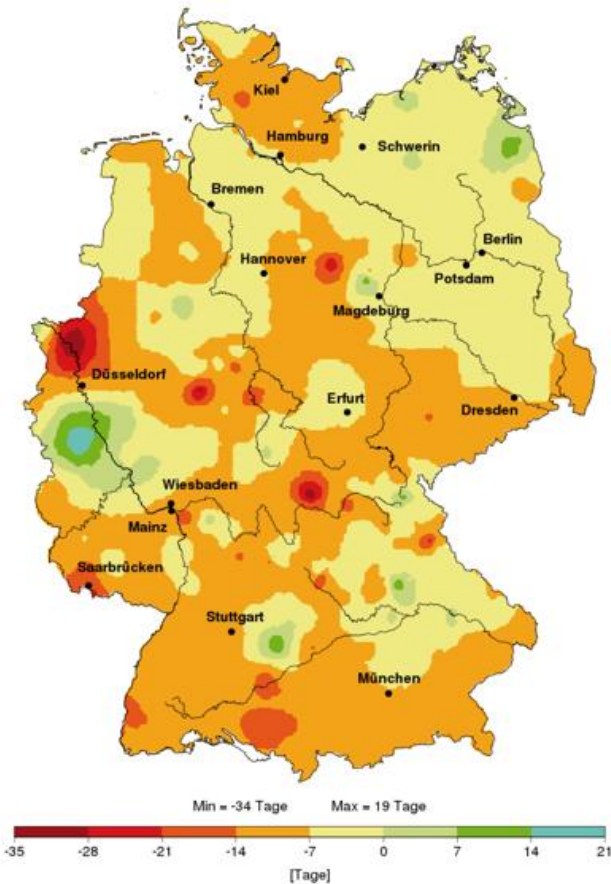 Kiel
Hamburg
Schwerin
Bremen
Berlin
Hannover
Potsdam
Magdeburg
Düsseldorf
Erfurt
Dresden
Wiesbaden
Mainz
Saarbrücken
Stuttgart
München
Min = -34 Tage Max = 19 Tage
-35 -28 -21 -14 -7 0 7 14 21
[Tage]